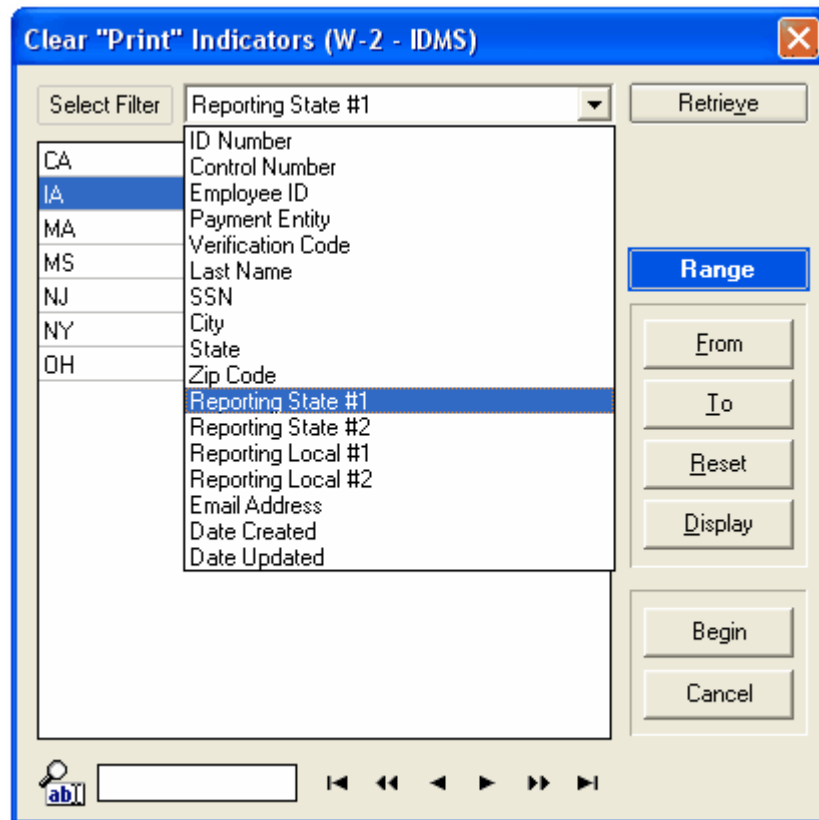 Clear "Print" Indicators (W-2 - IDMS)
Select Filter
Reporting State #1
Retrieve
CA
IA
MA
MS
NJ
NY
OH
ID Number
Control Number
Employee ID
Payment Entity
Verification Code
Last Name
SSN
City
State
Zip Code
Reporting State #1
Reporting State #2
Reporting Local #1
Reporting Local #2
Email Address
Date Created
Date Updated
Range
From
To
Reset
Display
Begin
Cancel
ab